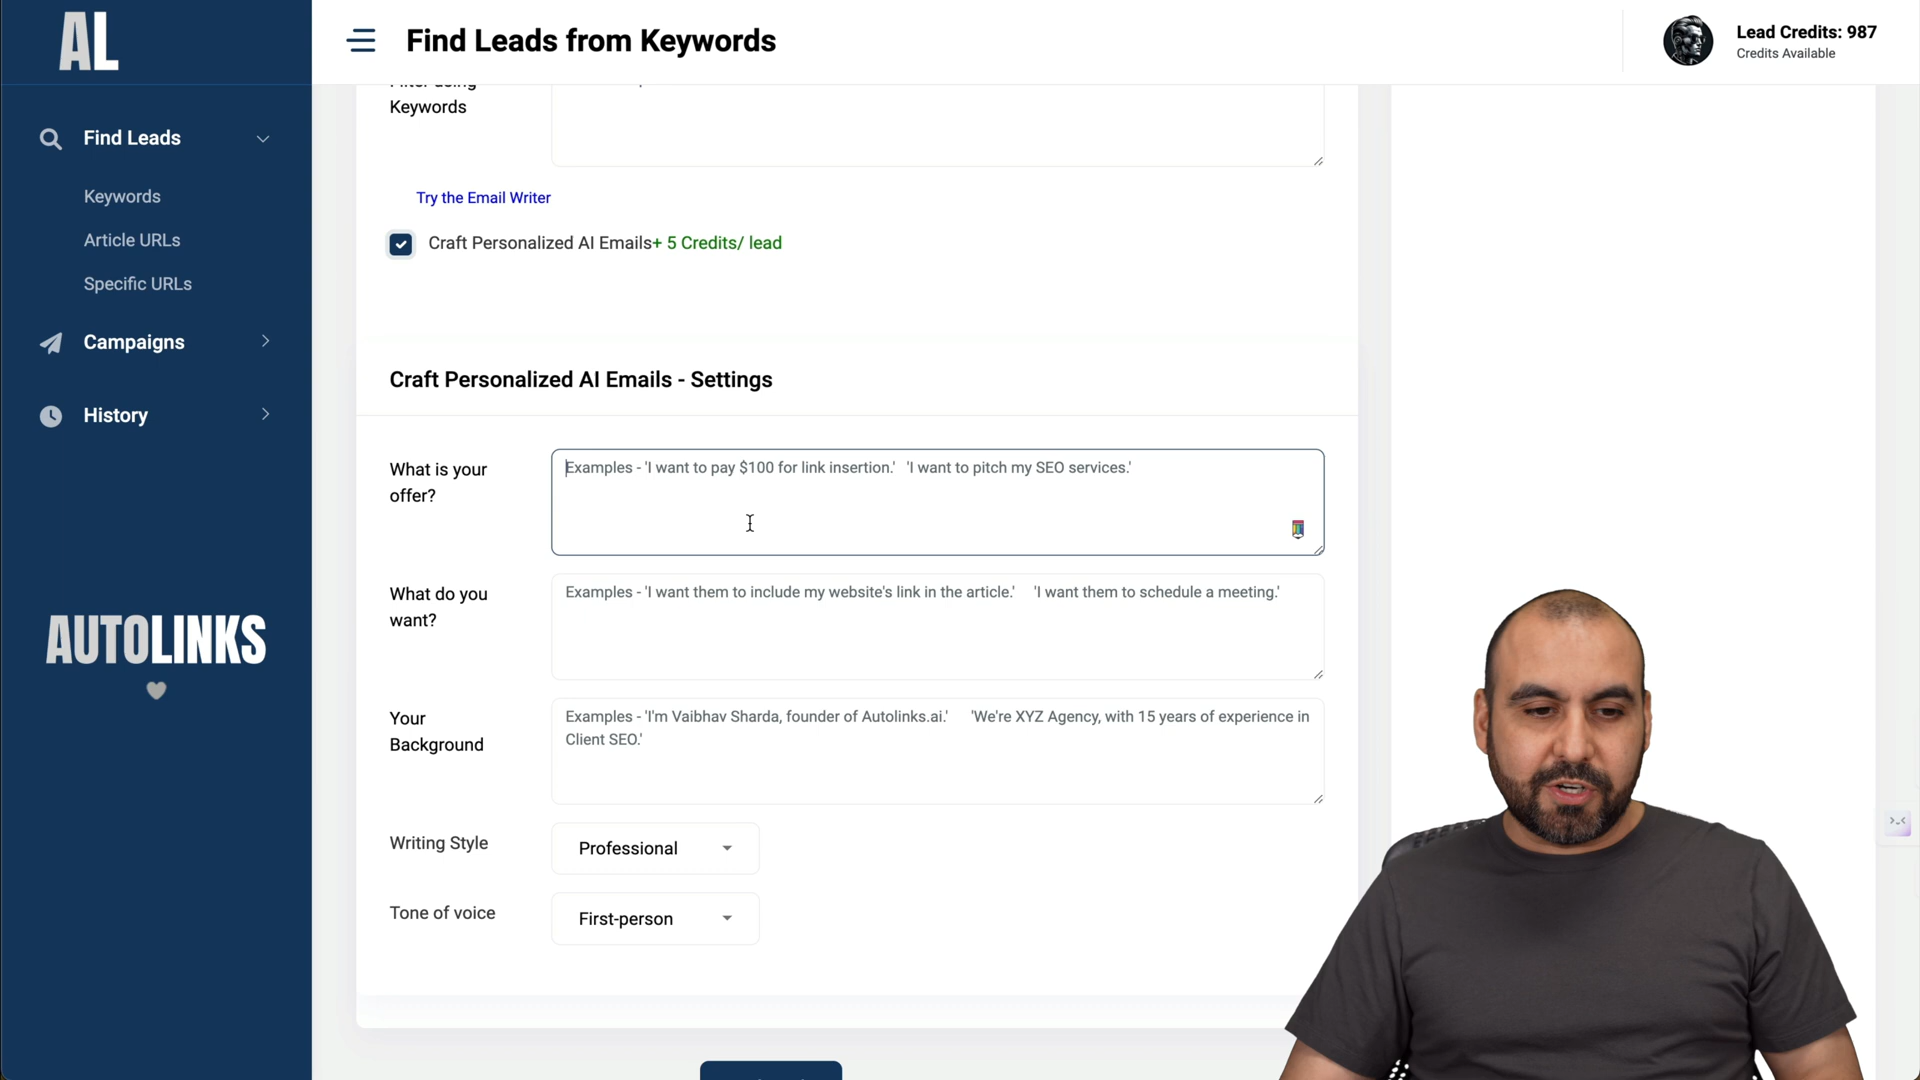 AL
Find Leads from Keywords
Lead Credits: 987
Credits Available
Find Leads
Keywords
Article URLs
Specific URLs
Campaigns
History
AUTOLINKS
Keywords
Try the Email Writer
Craft Personalized AI Emails+ 5 Credits/ lead
Craft Personalized AI Emails - Settings
What is your
offer?
Examples - 'I want to pay $100 for link insertion.' 'I want to pitch my SEO services.'
What do you
want?
Examples - 'I want them to include my website's link in the article.' 'I want them to schedule a meeting.'
Your
Background
Examples - 'I'm Vaibhav Sharda, founder of Autolinks.ai.' 'We're XYZ Agency, with 15 years of experience in
Client SEO.'
Writing Style
Professional
Tone of voice
First-person